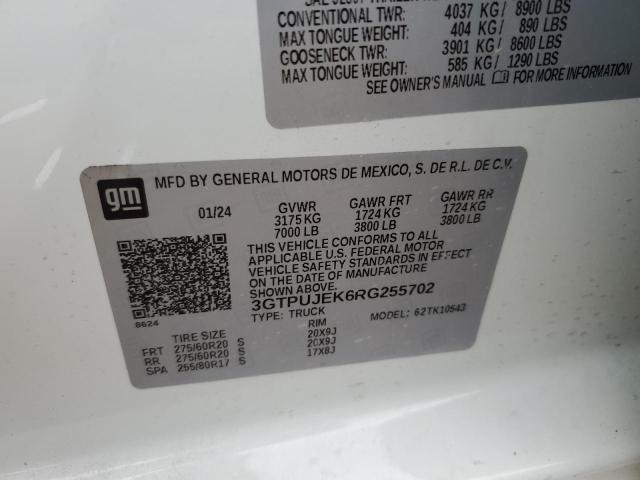 CONVENTIONAL TWR: 4037 KG/ 8900 LBS
MAX TONGUE WEIGHT: 404 KG / 890 LBS
GOOSENECK TWR: 3901 KG/ 8600 LBS
MAX TONGUE WEIGHT: 585 KG/ 1290 LBS
SEE OWNER'S MANUAL FOR MORE INFORMATION
gm
MFD BY GENERAL MOTORS DE MEXICO, S. DE R.L. DE C.V.
01/24 GVWR GAWR FRT GAWR RR
3175 KG 1724 KG 1724 KG
7000 LB 3800 LB 3800 LB
THIS VEHICLE CONFORMS TO ALL
APPLICABLE U.S. FEDERAL MOTOR
VEHICLE SAFETY STANDARDS IN EFFECT
ON THE DATE OF MANUFACTURE
SHOWN ABOVE.
3GTPUJEK6RG255702
8624
TYPE: TRUCK MODEL: 62TK10543
TIRE SIZE RIM
FRT 275/60R20 S 20X9J
RR 275/60R20 S 20X9J
SPA 255/80R17 S 17X8J